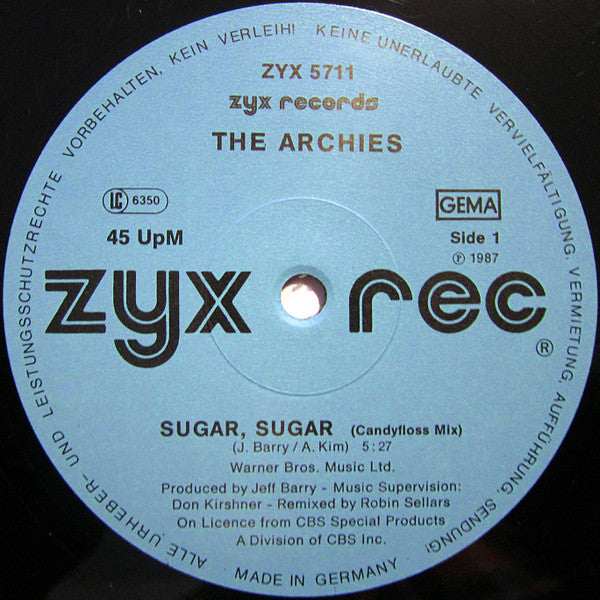 ALLE URHEBER- UND LEISTUNGSSCHUTZRECHTE VORBEHALTEN, KEIN VERLEIH! KEINE UNERLAUBTE VERVIELFÄLTIGUNG, VERMIETUNG, AUFFÜHRUNG, SENDUNG!
ZYX 5711
zyx records
THE ARCHIES
LC 6350
GEMA
45 UpM
Side 1
Ⓟ 1987
zyx rec
®
SUGAR, SUGAR (Candyfloss Mix)
(J. Barry/A. Kim) 5:27
Warner Bros. Music Ltd.
Produced by Jeff Barry - Music Supervision:
Don Kirshner - Remixed by Robin Sellars
On Licence from CBS Special Products
A Division of CBS Inc.
MADE IN GERMANY